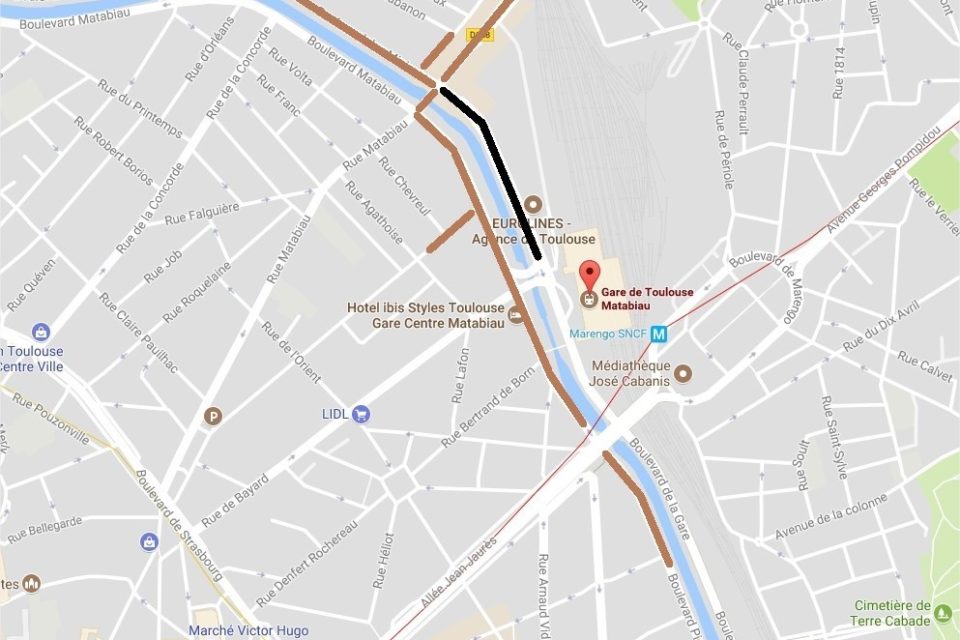 Boulevard Matabiau
Rue d'Orléans
Rue de la Concorde
Boulevard Matabiau
Rue Volta
Rue Franc
Rue du Printemps
Rue Robert Borios
Rue de la Concorde
Rue Falguière
Rue Matabiau
Rue Matabiau
Rue Chevreul
Rue Agathoïse
Rue Claude Perrault
Rue de Périole
Rue 1814
Avenue Georges Pompidou
Rue le Verrier
EUROLINES -
Agence de Toulouse
Boulevard de Marengo
Rue Job
Rue Roquelaine
Rue Quéven
Rue Claire Pauilhac
Rue de l'Orient
Gare de Toulouse
Matabiau
Hotel ibis Styles Toulouse
Gare Centre Matabiau
Marengo SNCF
M
Rue du Dix Avril
Rue Calvet
n Toulouse
Centre Ville
Médiathèque
José Cabanis
Rue Lafon
Rue Bertrand de Born
P
LIDL
Rue Pouzonville
Rue Saint-Sylve
Rue Soult
Boulevard de Strasbourg
Rue de Bayard
Boulevard de la Gare
Avenue de la colonne
Rue Bellegarde
Rue Denfert Rochereau
Rue Héliot
Allée Jean Jaurès
Rue Arnaud Vid
tes
Marché Victor Hugo
Cimetière de
Terre Cabade